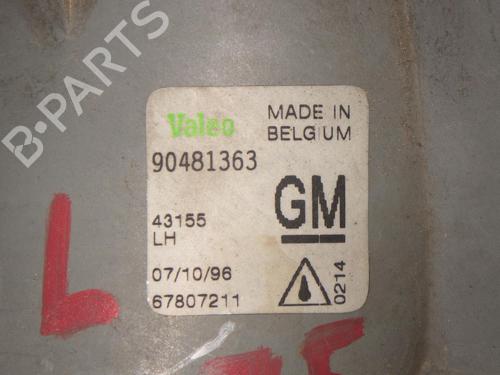 B-PARTS
Valeo
MADE IN
BELGIUM
90481363
43155
LH
GM
07/10/96
67807211
0214
L